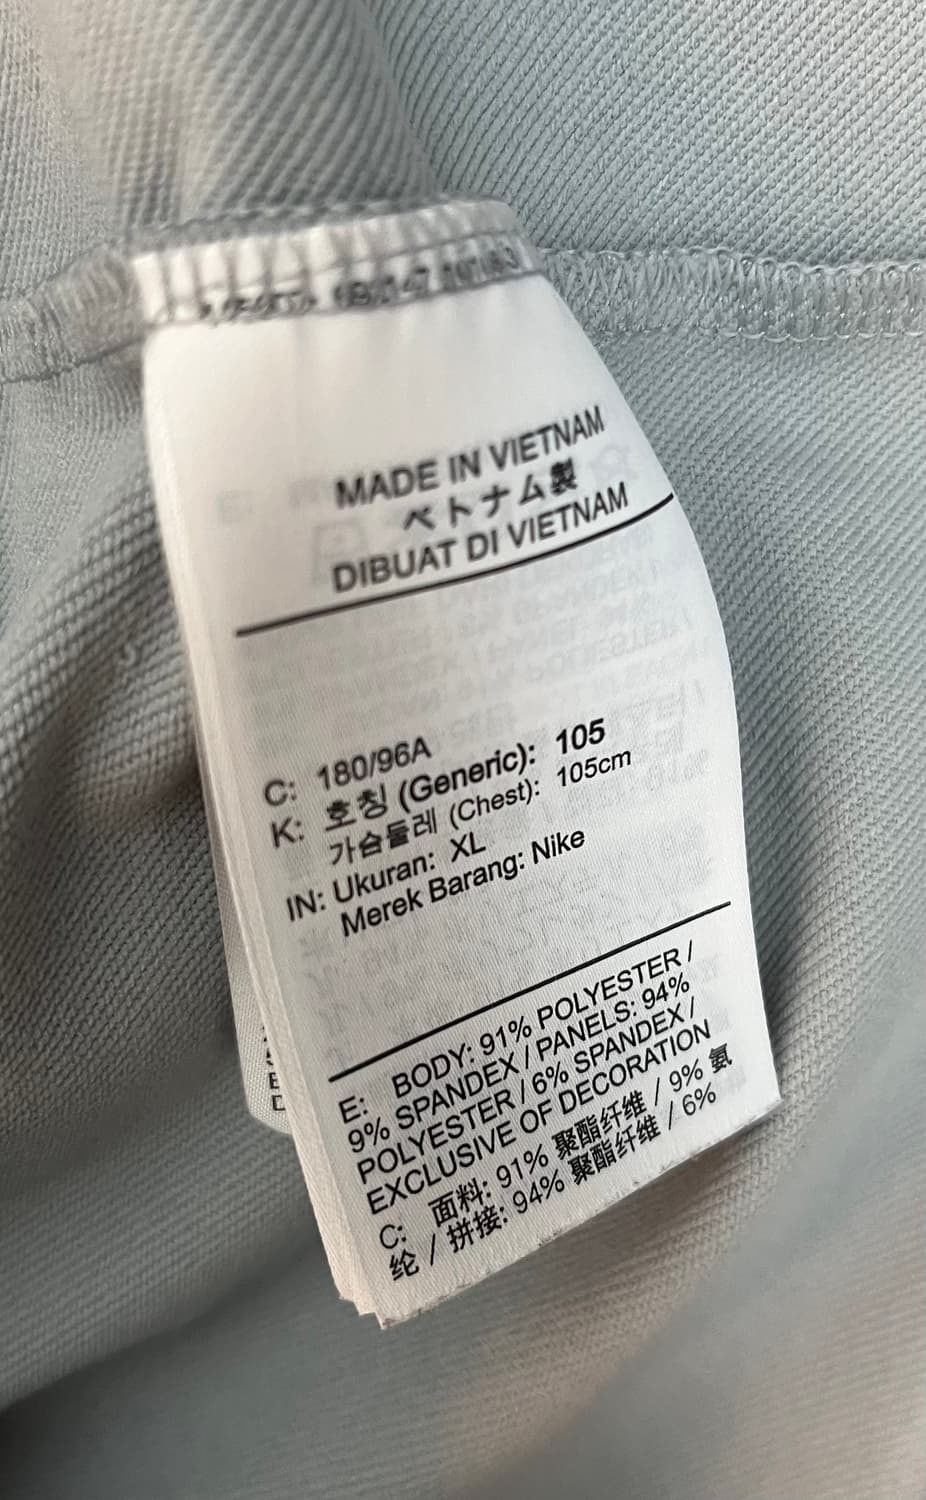 MADE IN VIETNAM
ベトナム製
DIBUAT DI VIETNAM
C: 180/96A
K: 호칭 (Generic): 105
가슴둘레 (Chest): 105cm
IN: Ukuran: XL
Merek Barang: Nike
E: BODY: 91% POLYESTER /
9% SPANDEX / PANELS: 94%
POLYESTER / 6% SPANDEX /
EXCLUSIVE OF DECORATION
C: 面料: 91% 聚酯纤维 / 9% 氨
纶 / 拼接: 94% 聚酯纤维 / 6%